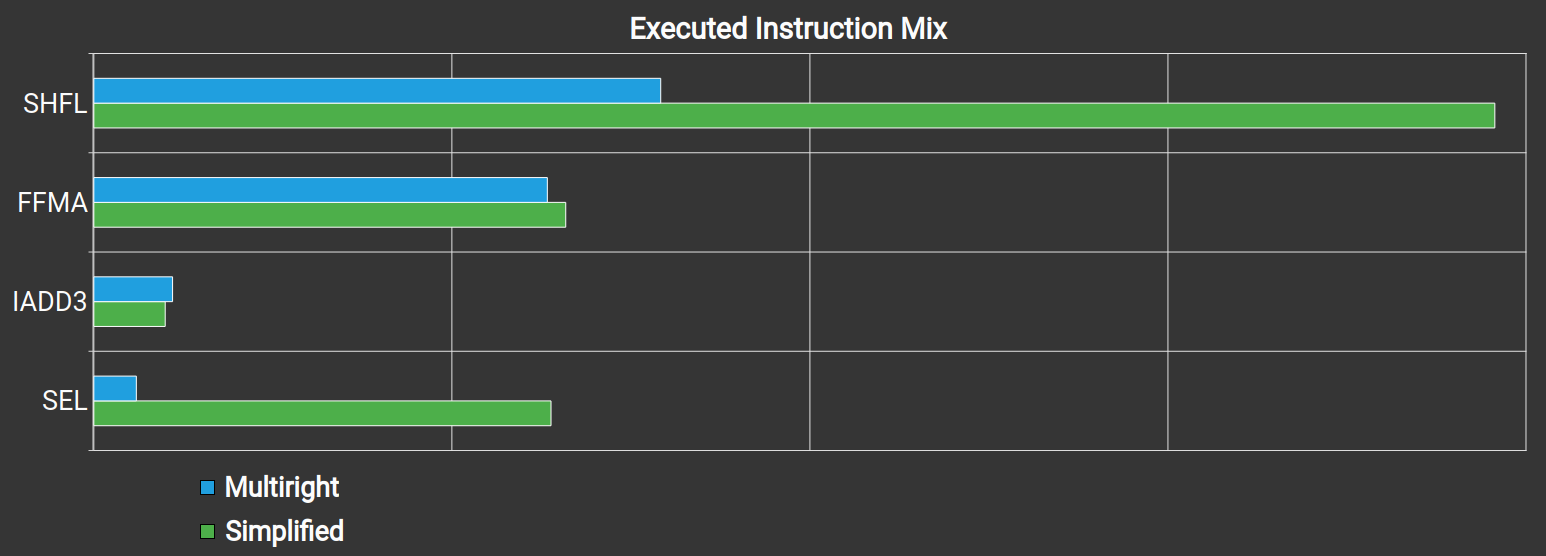 Executed Instruction Mix
SHFL
FFMA
IADD3
SEL
Multiright
Simplified